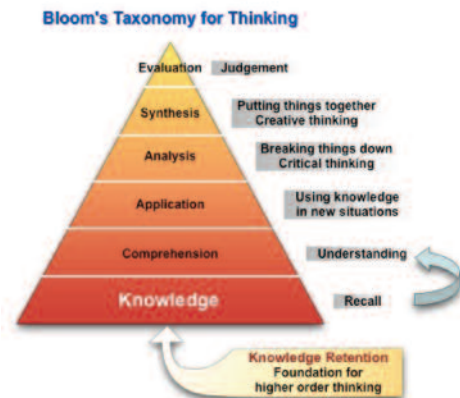 Bloom's Taxonomy for Thinking
Evaluation
Judgement
Synthesis
Putting things together
Creative thinking
Analysis
Breaking things down
Critical thinking
Application
Using knowledge
in new situations
Comprehension
Understanding
Knowledge
Recall
Knowledge Retention
Foundation for
higher order thinking